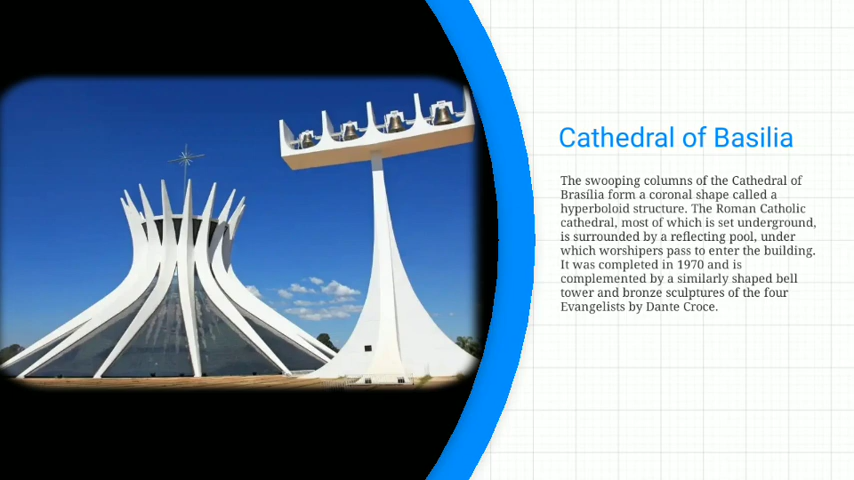 Cathedral of Basilia
The swooping columns of the Cathedral of
Brasília form a coronal shape called a
hyperboloid structure. The Roman Catholic
cathedral, most of which is set underground,
is surrounded by a reflecting pool, under
which worshipers pass to enter the building.
It was completed in 1970 and is
complemented by a similarly shaped bell
tower and bronze sculptures of the four
Evangelists by Dante Croce.